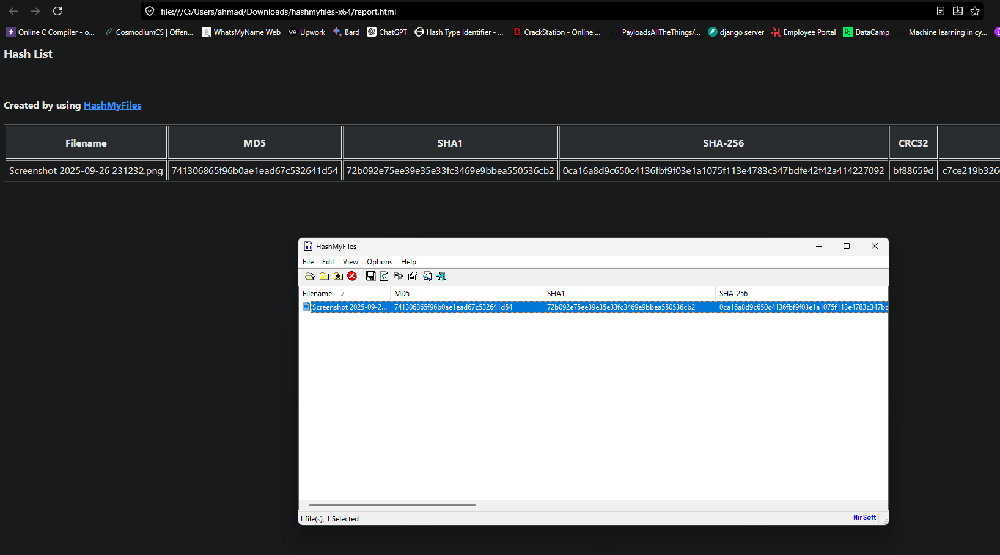 file:///C:/Users/ahmad/Downloads/hashmyfiles-x64/report.html
Online C Compiler - o... CosmodiumCS | Offen... WhatsMyName Web Upwork Bard ChatGPT Hash Type Identifier - ... CrackStation - Online ... PayloadsAllTheThings/... django server Employee Portal DataCamp Machine learning in cy...
Hash List
Created by using HashMyFiles
Filename MD5 SHA1 SHA-256 CRC32
Screenshot 2025-09-26 231232.png 741306865f96b0ae1ead67c532641d54 72b092e75ee39e35e33fc3469e9bbea550536cb2 0ca16a8d9c650c4136fbf9f03e1a1075f113e4783c347bdfe42f42a414227092 bf88659d c7ce219b326
HashMyFiles
File Edit View Options Help
Filename MD5 SHA1 SHA-256
Screenshot 2025-09-2... 741306865f96b0ae1ead67c532641d54 72b092e75ee39e35e33fc3469e9bbea550536cb2 0ca16a8d9c650c4136fbf9f03e1a1075f113e4783c347bd
1 file(s), 1 Selected
NirSoft